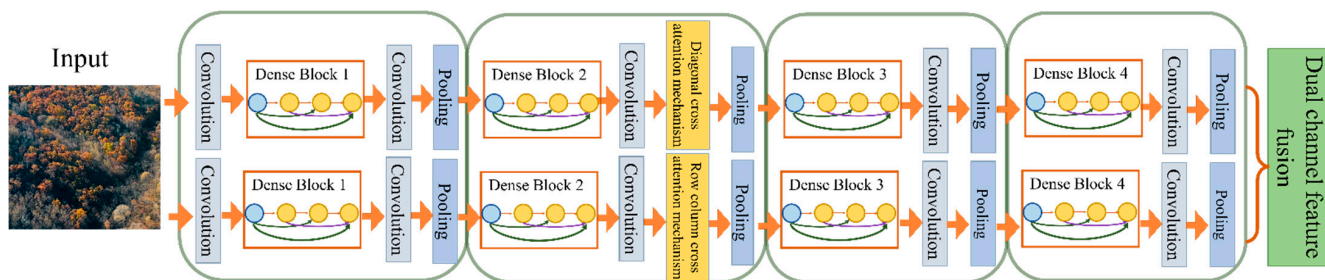 Input
Convolution
Dense Block 1
Convolution
Pooling
Dense Block 2
Convolution
Diagonal cross
attention mechanism
Pooling
Dense Block 3
Convolution
Pooling
Dense Block 4
Convolution
Pooling
Convolution
Dense Block 1
Convolution
Pooling
Dense Block 2
Convolution
Row column cross
attention mechanism
Pooling
Dense Block 3
Convolution
Pooling
Dense Block 4
Convolution
Pooling
Dual channel feature
fusion